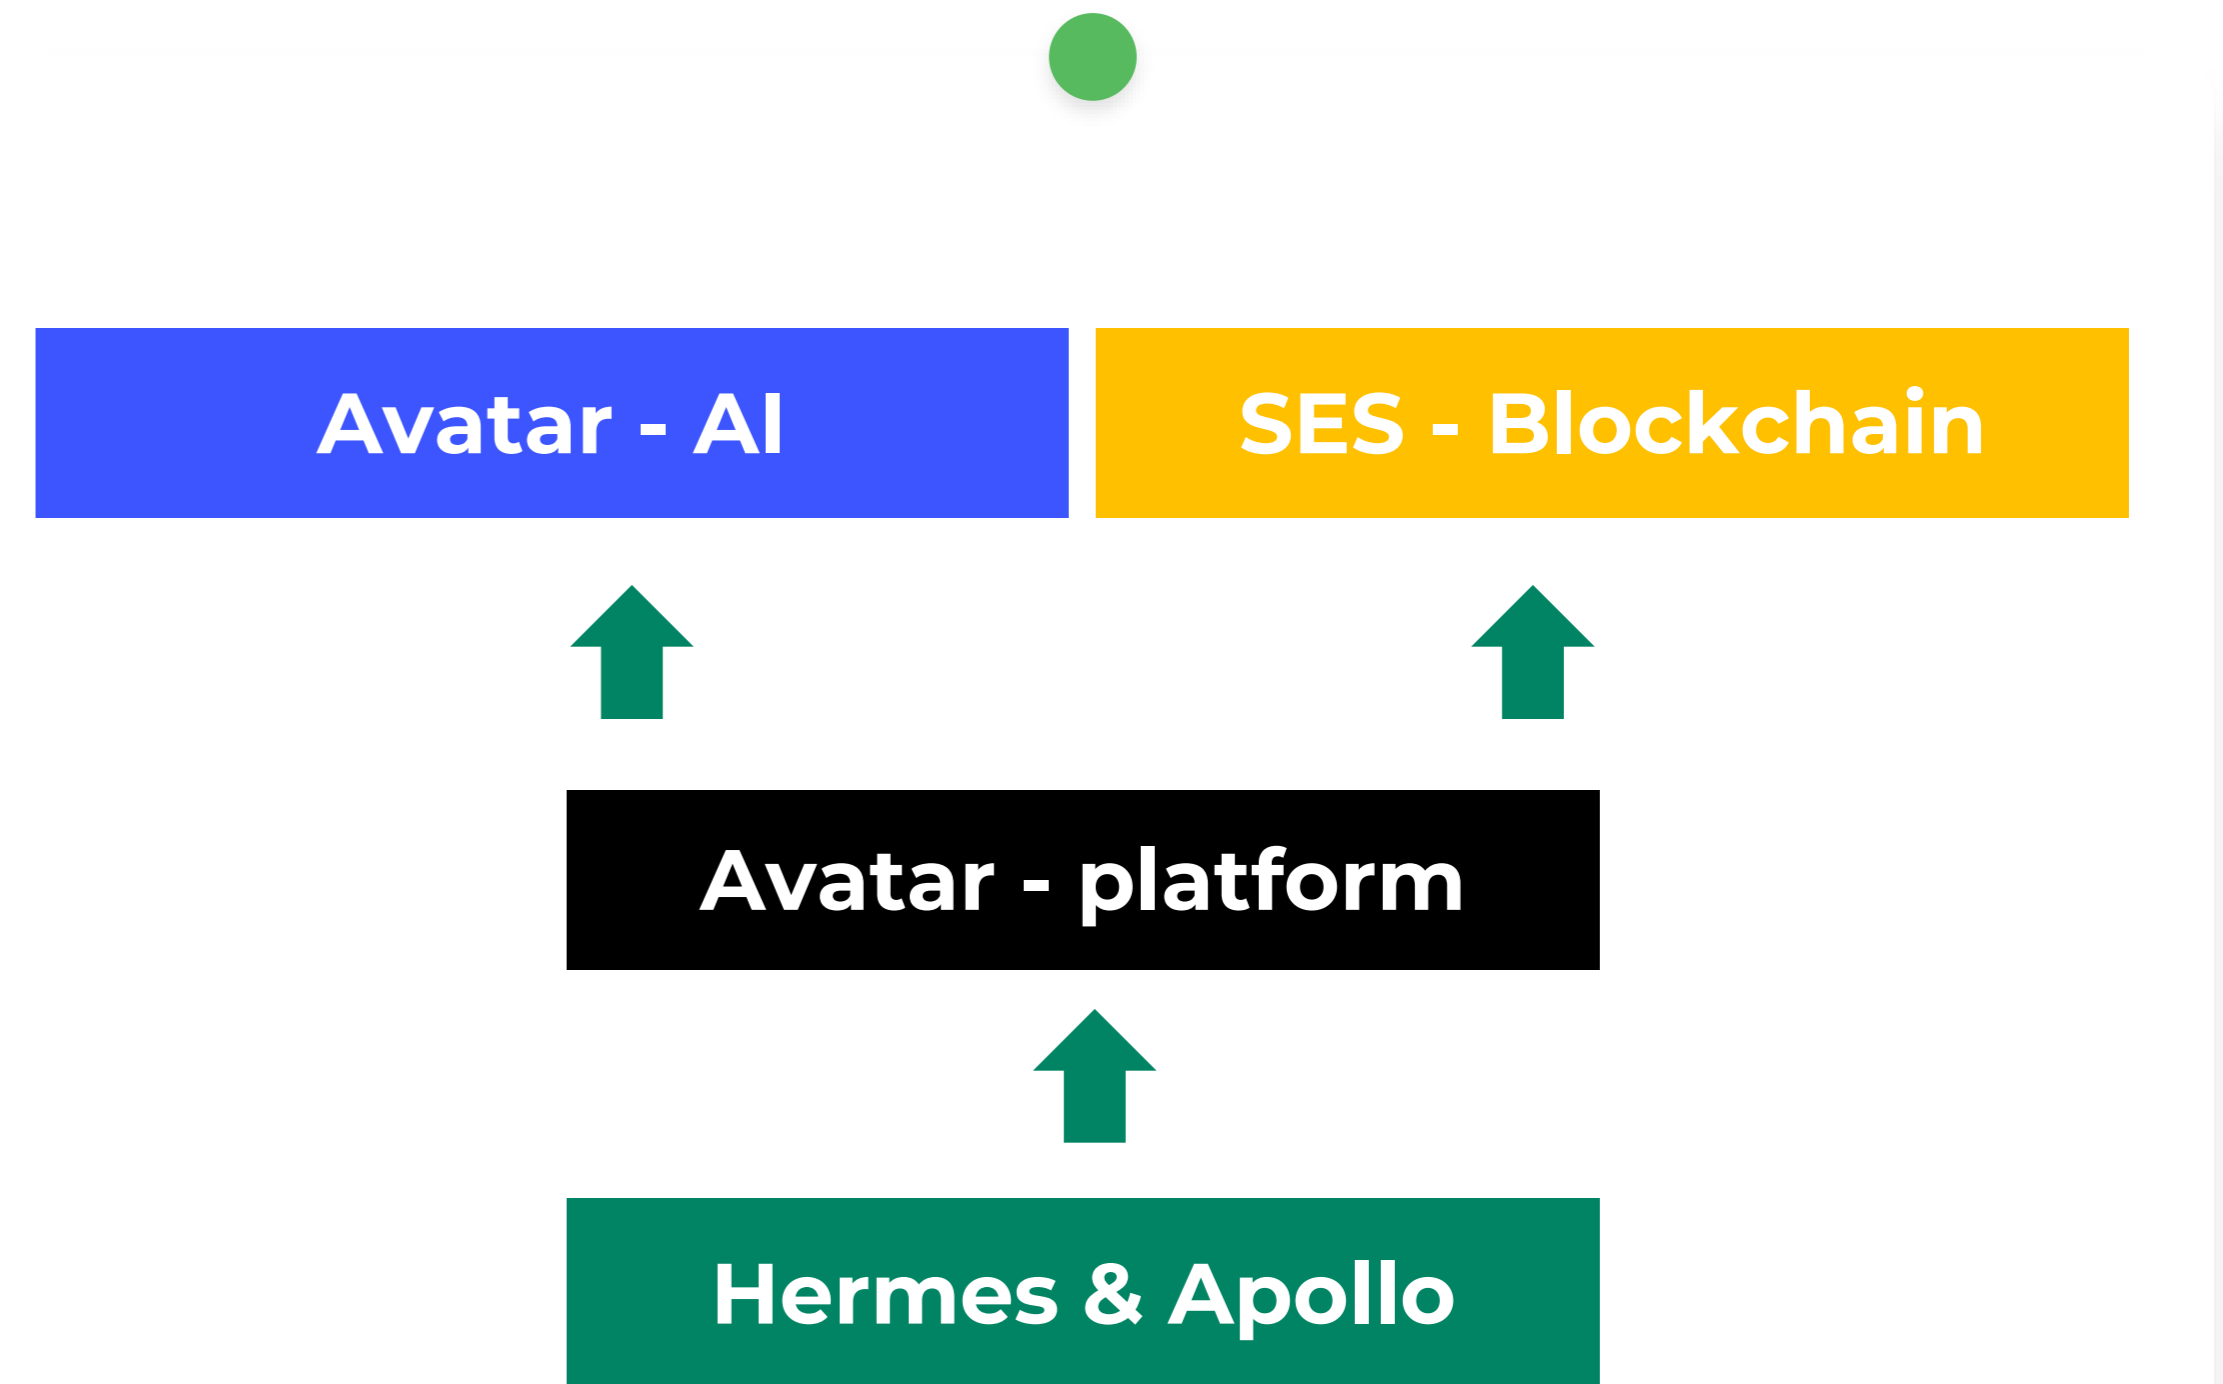 Avatar - AI
SES - Blockchain
Avatar - platform
Hermes & Apollo